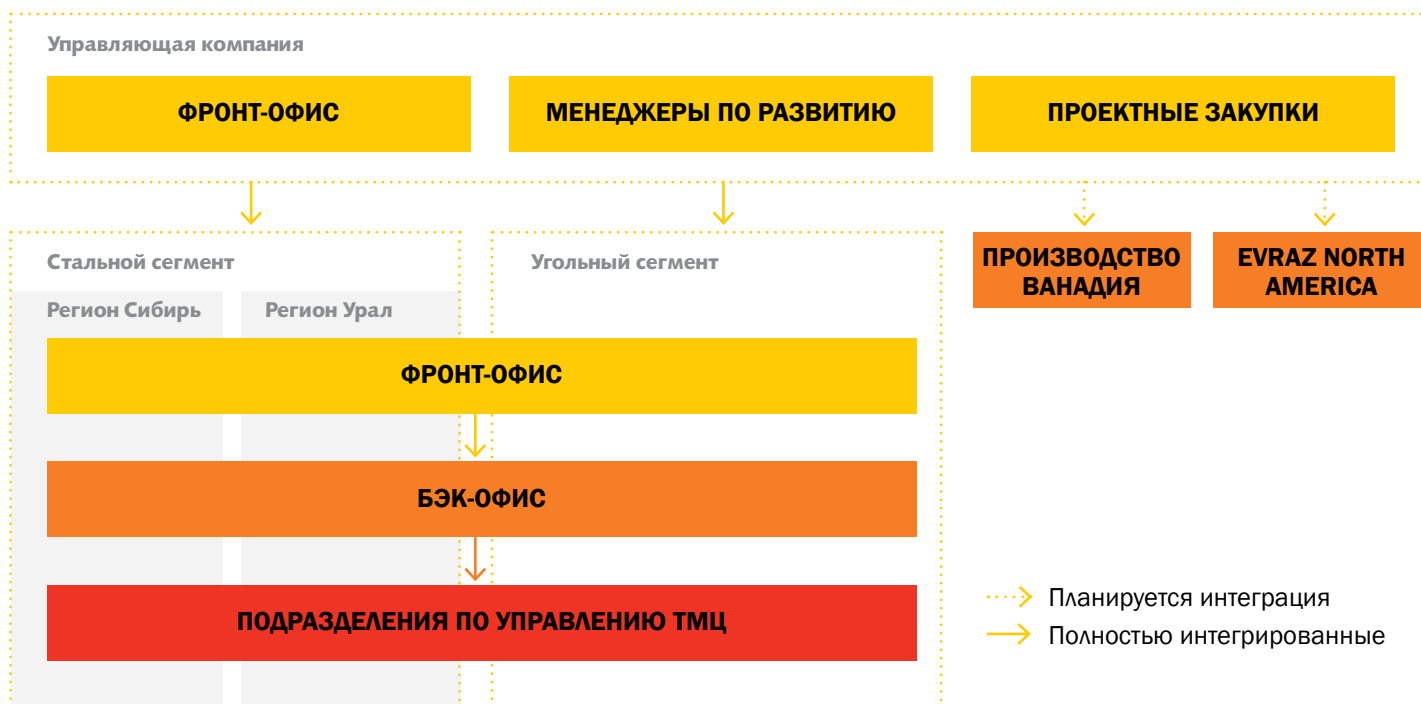 Управляющая компания
ФРОНТ-ОФИС
МЕНЕДЖЕРЫ ПО РАЗВИТИЮ
ПРОЕКТНЫЕ ЗАКУПКИ
Стальной сегмент
Угольный сегмент
ПРОИЗВОДСТВО
ВАНАДИЯ
EVRAZ NORTH
AMERICA
Регион Сибирь
Регион Урал
ФРОНТ-ОФИС
БЭК-ОФИС
ПОДРАЗДЕЛЕНИЯ ПО УПРАВЛЕНИЮ ТМЦ
Планируется интеграция
Полностью интегрированные